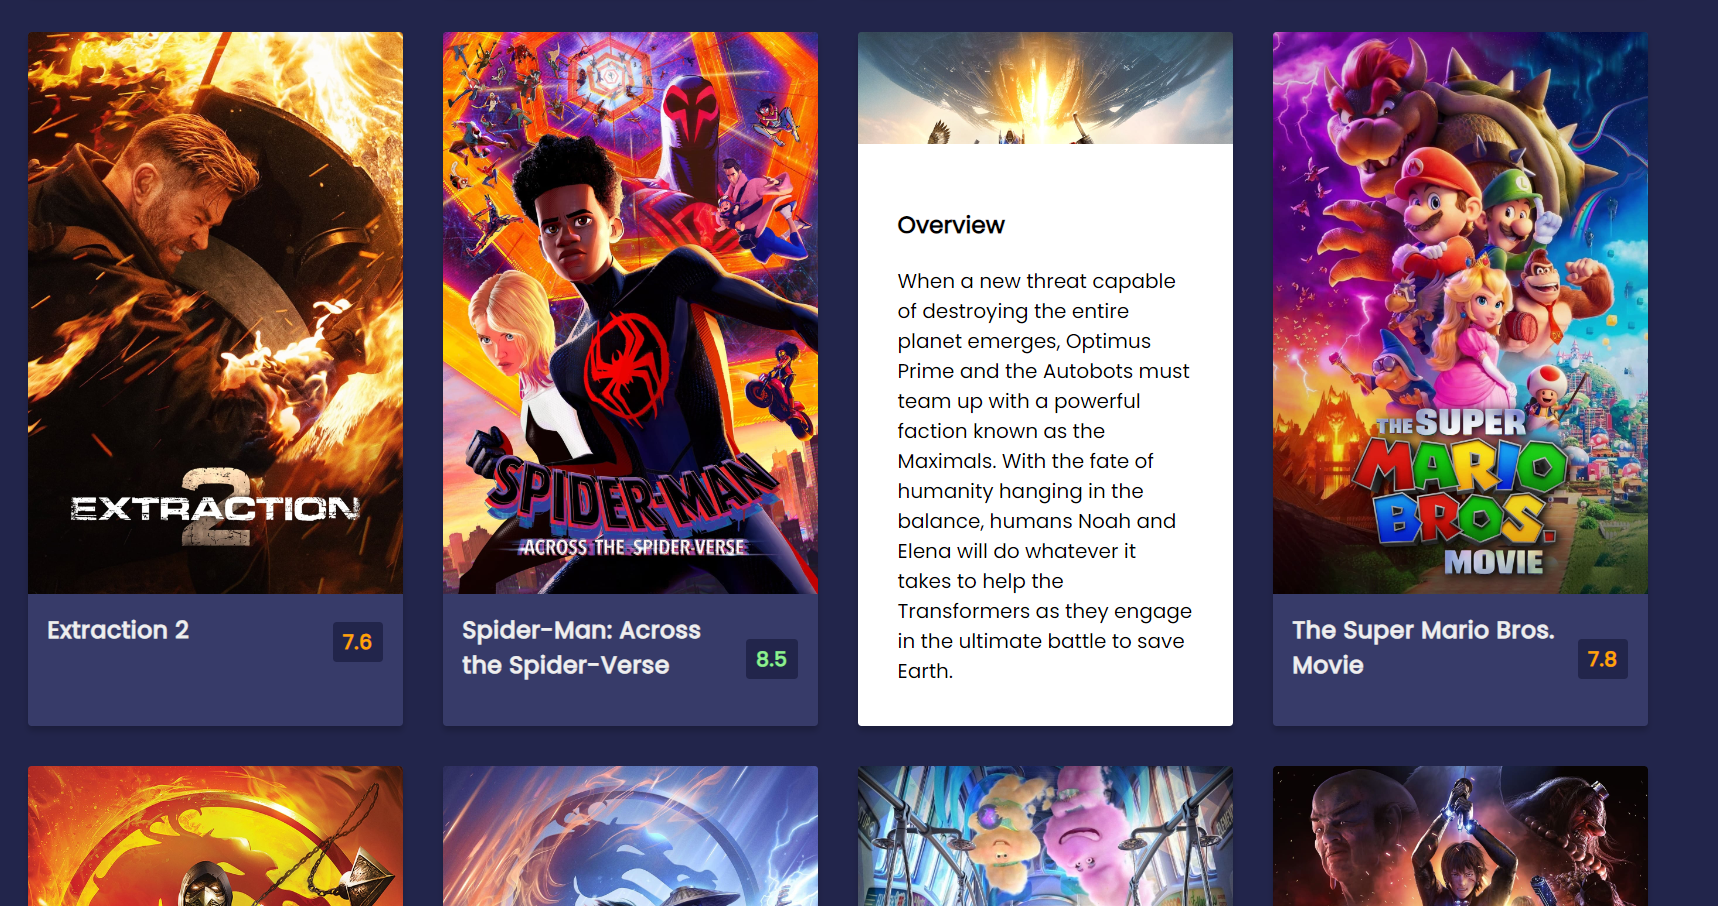 2
EXTRACTION
Extraction 2
7.6
SPIDER-MAN
ACROSS THE SPIDER-VERSE
Spider-Man: Across
the Spider-Verse
8.5
Overview
When a new threat capable
of destroying the entire
planet emerges, Optimus
Prime and the Autobots must
team up with a powerful
faction known as the
Maximals. With the fate of
humanity hanging in the
balance, humans Noah and
Elena will do whatever it
takes to help the
Transformers as they engage
in the ultimate battle to save
Earth.
THE SUPER
MARIO
BROS.
MOVIE
The Super Mario Bros.
Movie
7.8